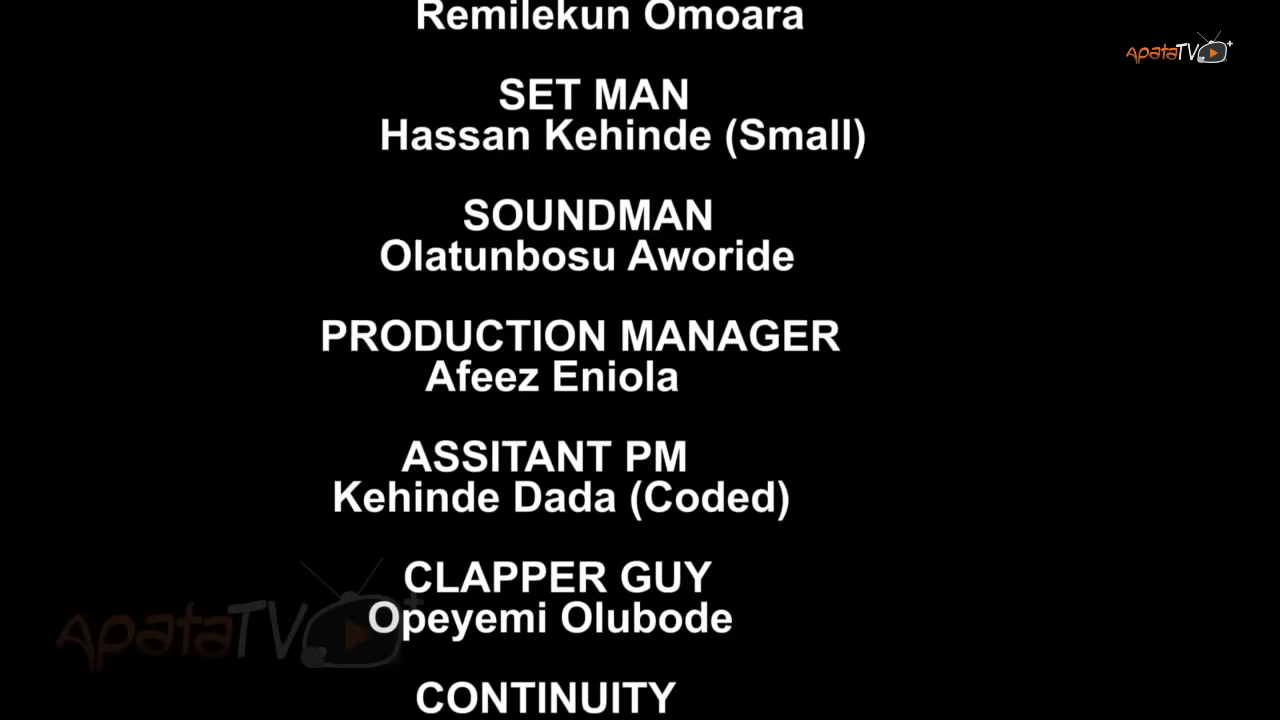 Remilekun Omoara
ApataTV+
SET MAN
Hassan Kehinde (Small)
SOUNDMAN
Olatunbosu Aworide
PRODUCTION MANAGER
Afeez Eniola
ASSITANT PM
Kehinde Dada (Coded)
CLAPPER GUY
Opeyemi Olubode
ApataTV+
CONTINUITY